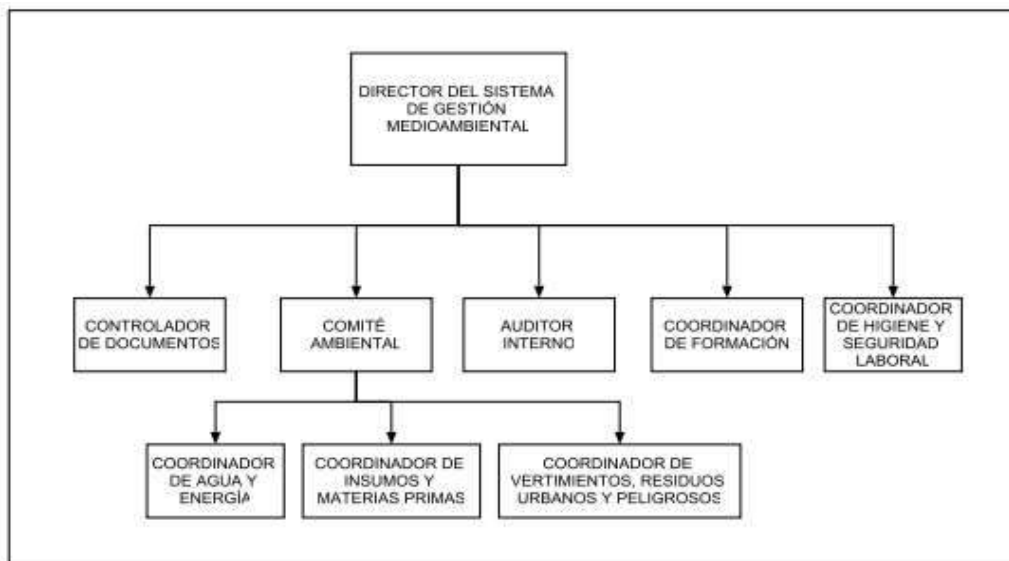 DIRECTOR DEL SISTEMA
DE GESTIÓN
MEDIOAMBIENTAL
CONTROLADOR
DE DOCUMENTOS
COMITÉ
AMBIENTAL
AUDITOR
INTERNO
COORDINADOR
DE FORMACIÓN
COORDINADOR
DE HIGIENE Y
SEGURIDAD
LABORAL
COORDINADOR
DE AGUA Y
ENERGÍA
COORDINADOR DE
INSUMOS Y
MATERIAS PRIMAS
COORDINADOR DE
VERTIMIENTOS, RESIDUOS
URBANOS Y PELIGROSOS